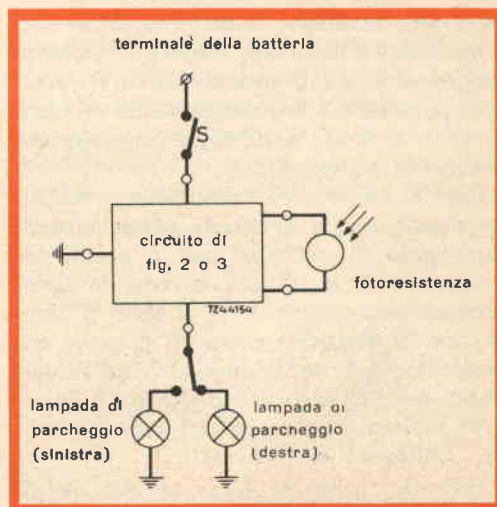 terminale della batteria
S
circuito di
fig. 2 o 3
7Z44154
fotoresistenza
lampada di
parcheggio
(sinistra)
lampada di
parcheggio
(destra)